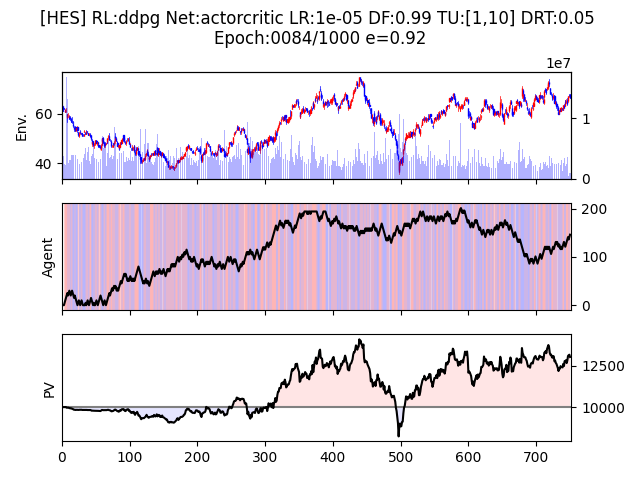 [HES] RL:ddpg Net:actorcritic LR:1e-05 DF:0.99 TU:[1,10] DRT:0.05
Epoch:0084/1000 e=0.92
1e7
Env.
60
40
1
0
Agent
200
100
0
PV
12500
10000
0 100 200 300 400 500 600 700